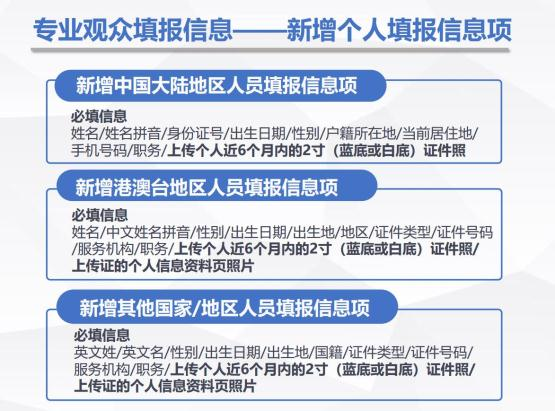 专业观众填报信息——新增个人填报信息项
新增中国大陆地区人员填报信息项
必填信息
姓名/姓名拼音/身份证号/出生日期/性别/户籍所在地/当前居住地/
手机号码/职务/上传个人近6个月内的2寸（蓝底或白底）证件照
新增港澳台地区人员填报信息项
必填信息
姓名/中文姓名拼音/性别/出生日期/出生地/地区/证件类型/证件号码
/服务机构/职务/上传个人近6个月内的2寸（蓝底或白底）证件照/
上传证的个人信息资料页照片
新增其他国家/地区人员填报信息项
必填信息
英文姓/英文名/性别/出生日期/出生地/国籍/证件类型/证件号码/
服务机构/职务/上传个人近6个月内的2寸（蓝底或白底）证件照/
上传证的个人信息资料页照片